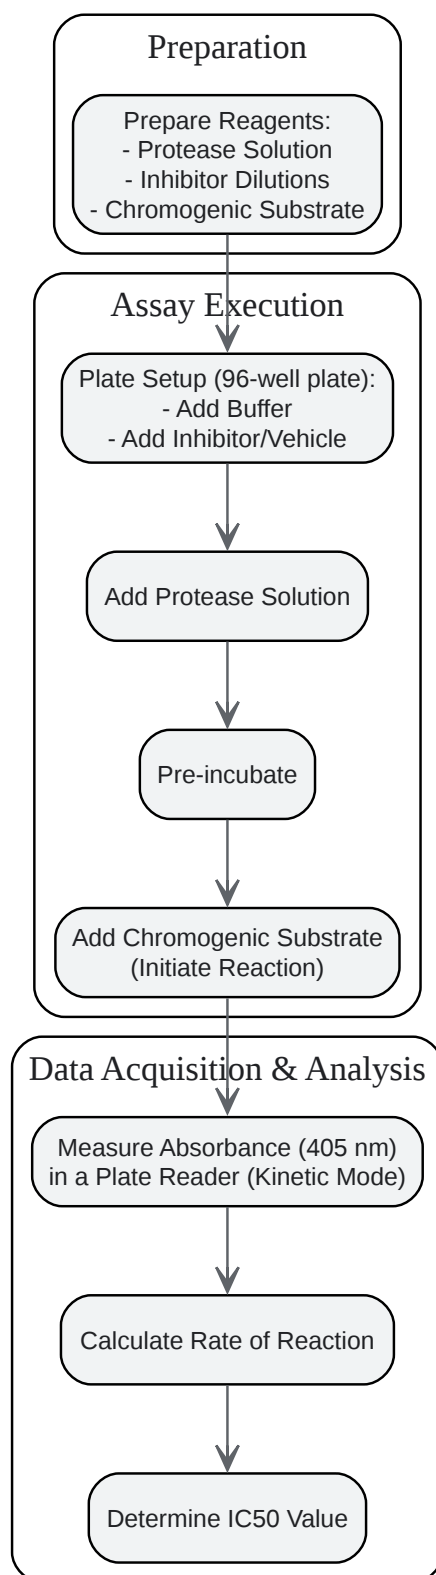 Preparation
Prepare Reagents:
- Protease Solution
- Inhibitor Dilutions
- Chromogenic Substrate
Assay Execution
Plate Setup (96-well plate):
- Add Buffer
- Add Inhibitor/Vehicle
Add Protease Solution
Pre-incubate
Add Chromogenic Substrate
(Initiate Reaction)
Data Acquisition & Analysis
Measure Absorbance (405 nm)
in a Plate Reader (Kinetic Mode)
Calculate Rate of Reaction
Determine IC50 Value